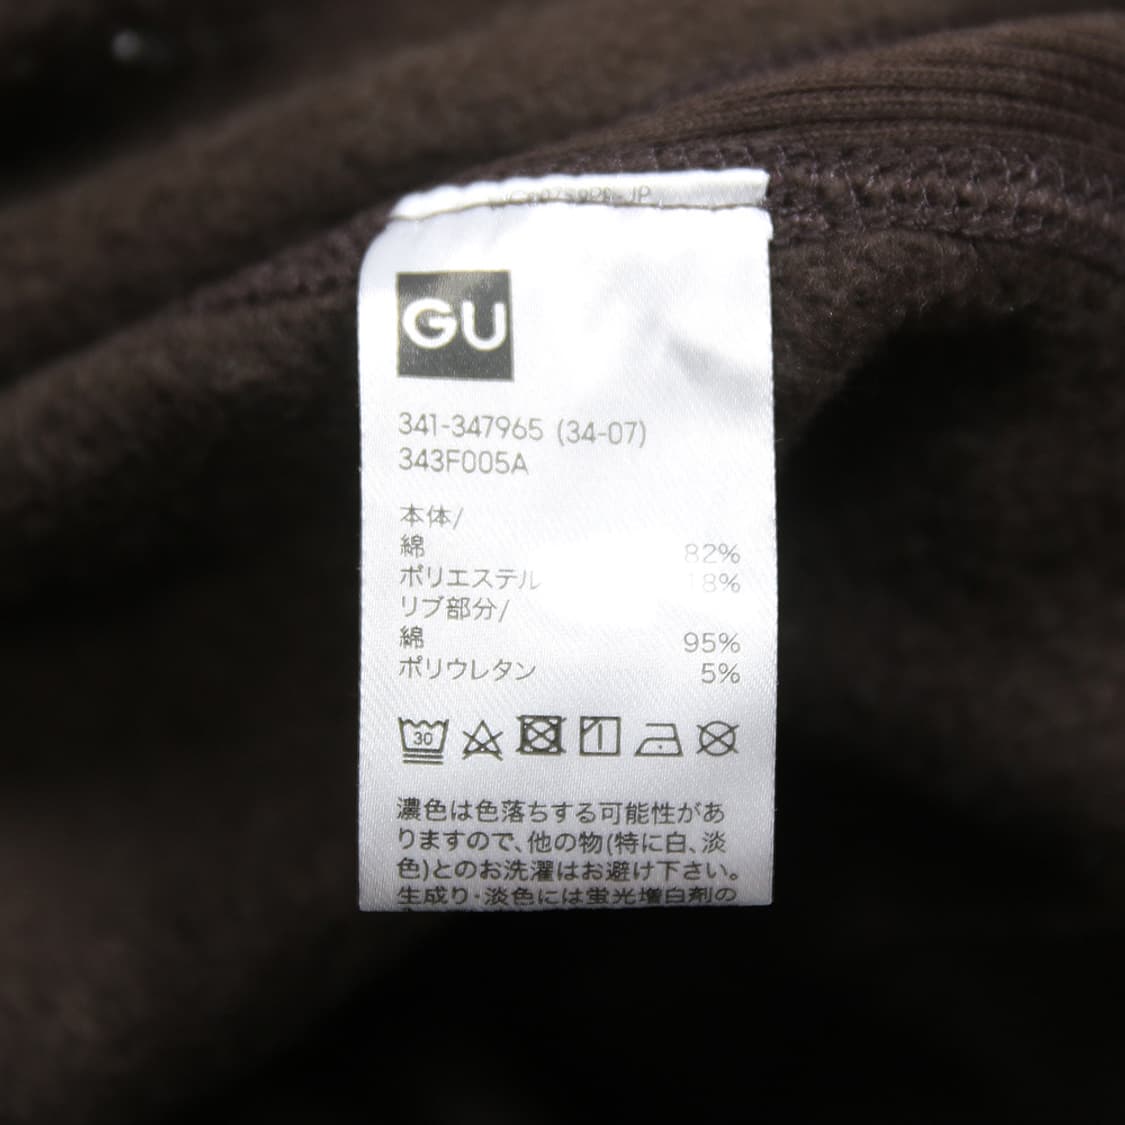 GU
341-347965 (34-07)
343F005A
本体/
綿 82%
ポリエステル 18%
リブ部分/
綿 95%
ポリウレタン 5%
30
濃色は色落ちする可能性があ
りますので、他の物(特に白、淡
色)とのお洗濯はお避け下さい。
生成り・淡色には蛍光増白剤の